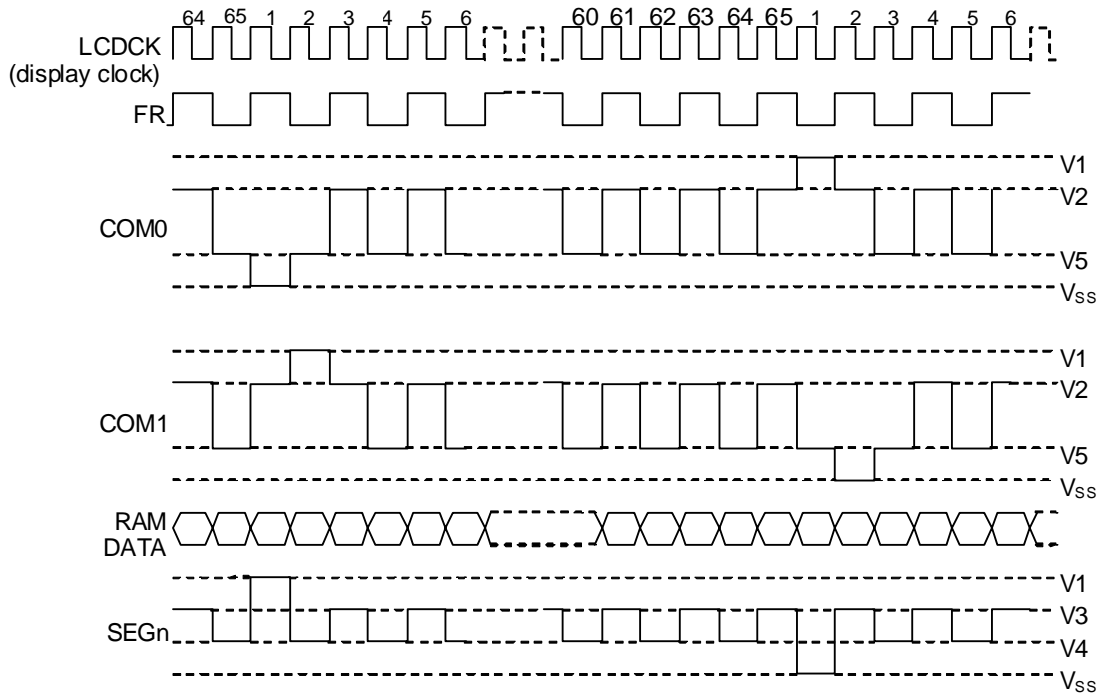 64 65 1 2 3 4 5 6 60 61 62 63 64 65 1 2 3 4 5 6
LCDCK
(display clock)
FR
V1
V2
COM0
V5
VSS
V1
V2
COM1
V5
VSS
RAM
DATA
V1
V3
SEGn
V4
VSS